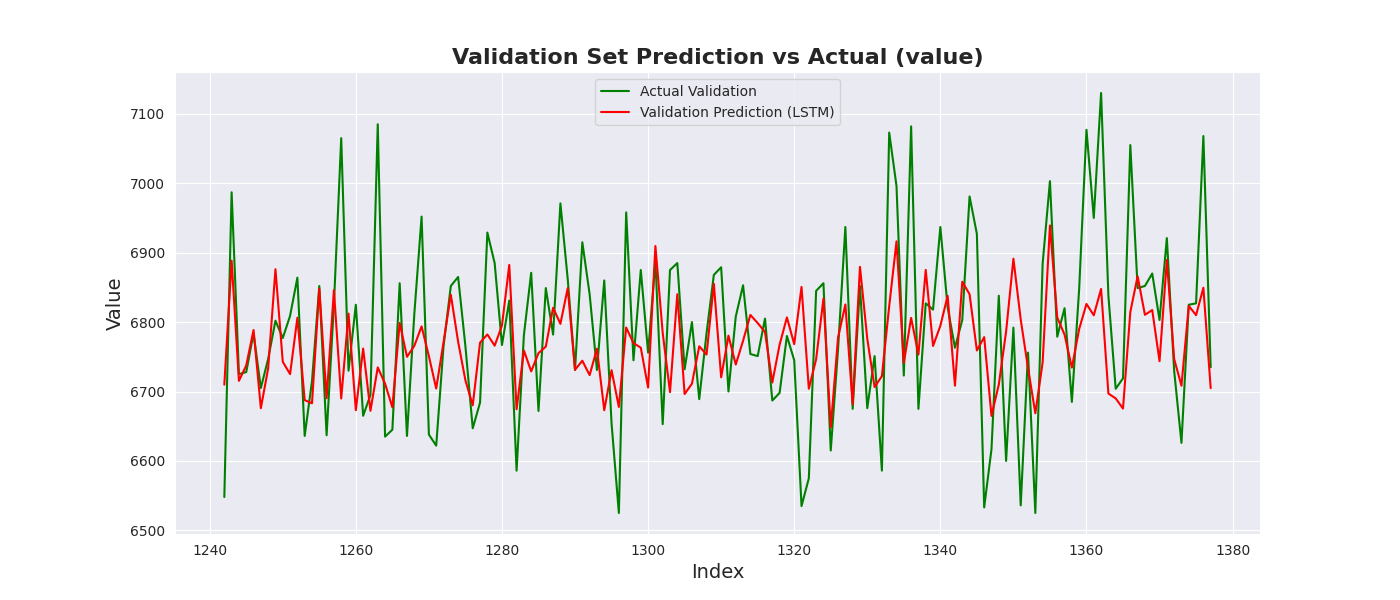 Validation Set Prediction vs Actual (value)
Actual Validation
Validation Prediction (LSTM)
7100
7000
6900
6800
6700
6600
6500
Value
1240 1260 1280 1300 1320 1340 1360 1380
Index